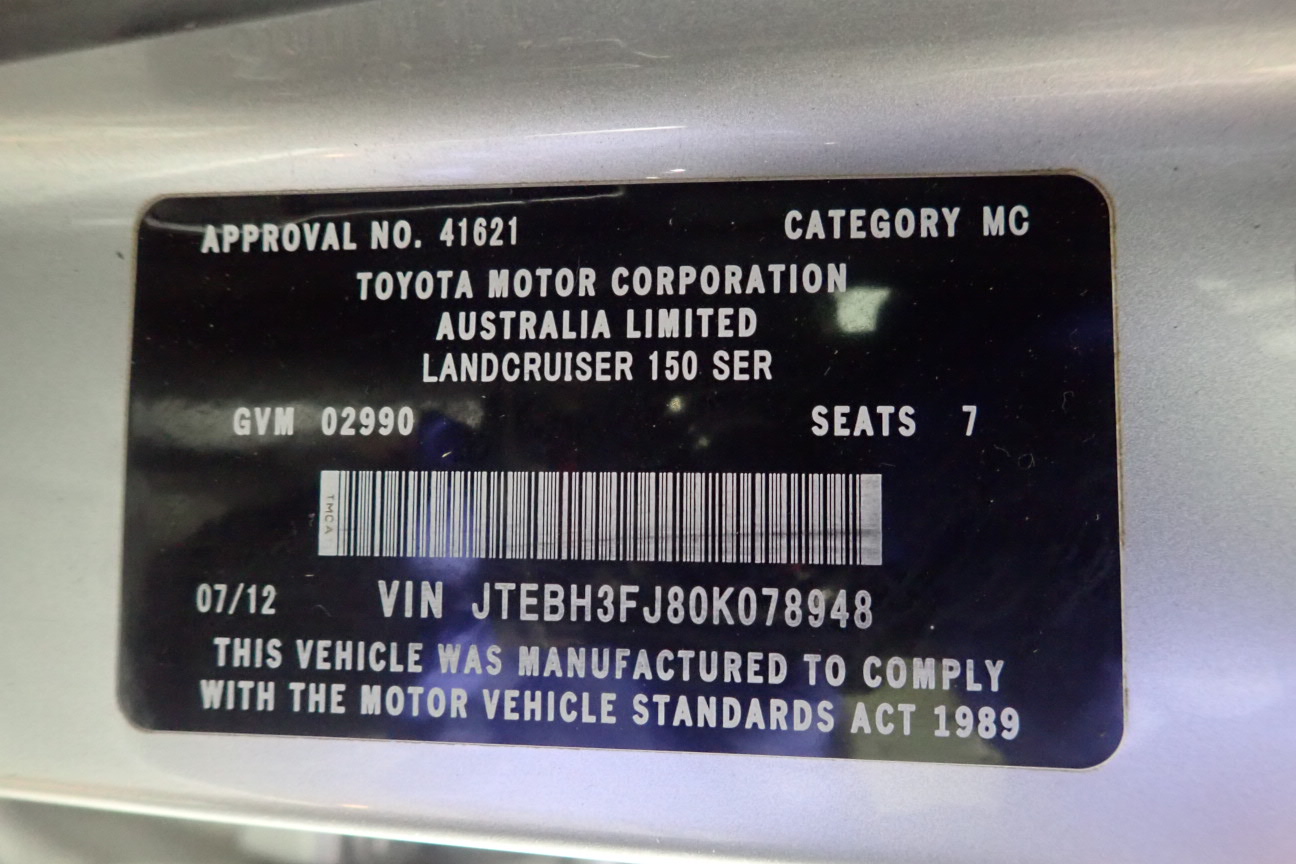 APPROVAL NO. 41621 CATEGORY MC
TOYOTA MOTOR CORPORATION
AUSTRALIA LIMITED
LANDCRUISER 150 SER
GVM 02990 SEATS 7
TMCA
07/12 VIN JTEBH3FJ80K078948
THIS VEHICLE WAS MANUFACTURED TO COMPLY
WITH THE MOTOR VEHICLE STANDARDS ACT 1989